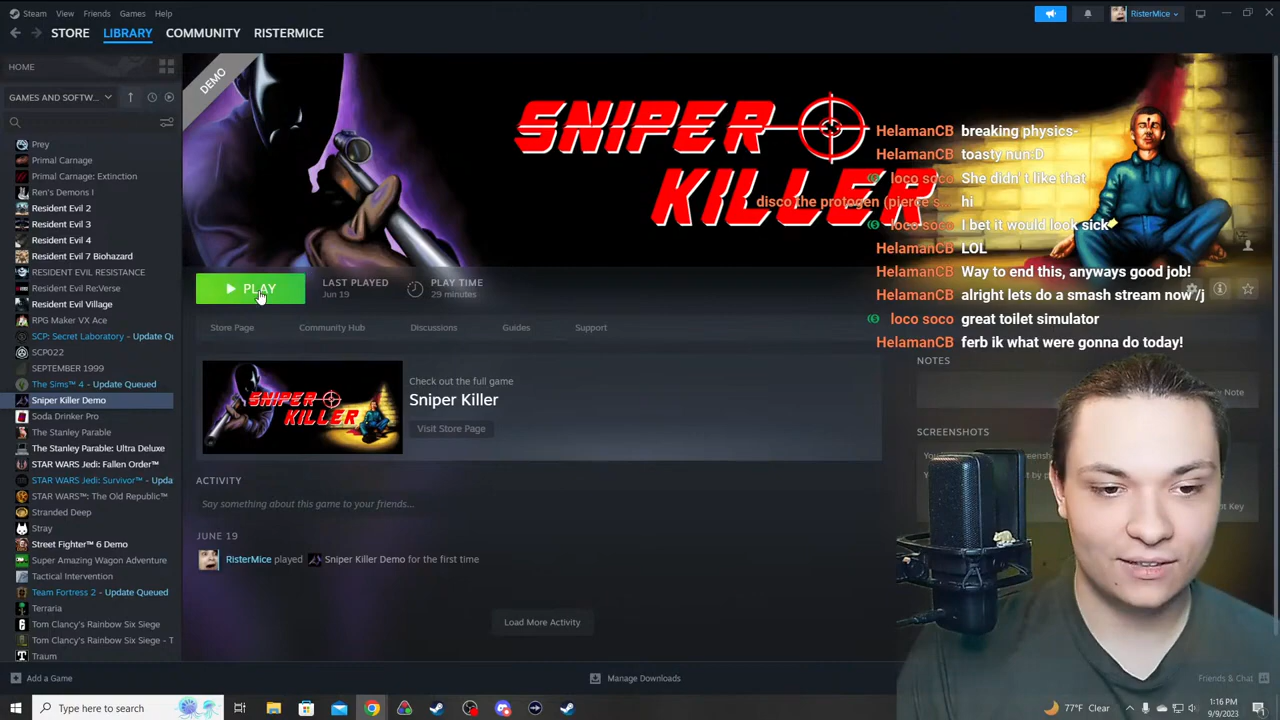 Steam View Friends Games Help
RisterMice
STORE LIBRARY COMMUNITY RISTERMICE
HOME
GAMES AND SOFTW...
Prey
Primal Carnage
Primal Carnage: Extinction
Ren's Demons I
Resident Evil 2
Resident Evil 3
Resident Evil 4
Resident Evil 7 Biohazard
RESIDENT EVIL RESISTANCE
Resident Evil Re:Verse
Resident Evil Village
RPG Maker VX Ace
SCP: Secret Laboratory - Update Q
SCP022
SEPTEMBER 1999
The Sims™ 4 - Update Queued
Sniper Killer Demo
Soda Drinker Pro
The Stanley Parable
The Stanley Parable: Ultra Deluxe
STAR WARS Jedi: Fallen Order™
STAR WARS Jedi: Survivor™ - Upda
STAR WARS™: The Old Republic™
Stranded Deep
Stray
Street Fighter™ 6 Demo
Super Amazing Wagon Adventure
Tactical Intervention
Team Fortress 2 - Update Queued
Terraria
Tom Clancy's Rainbow Six Siege
Tom Clancy's Rainbow Six Siege - T
Traum
Add a Game
DEMO
SNIPER
KILLER
HelamanCB breaking physics-
HelamanCB toasty nun:D
loco soco She didn't like that
disco the protogen (pierce s... hi
loco soco I bet it would look sick
HelamanCB LOL
HelamanCB Way to end this, anyways good job!
HelamanCB alright lets do a smash stream now /j
loco soco great toilet simulator
HelamanCB ferb ik what were gonna do today!
PLAY
LAST PLAYED
Jun 19
PLAY TIME
29 minutes
Store Page Community Hub Discussions Guides Support
SNIPER
KILLER
Check out the full game
Sniper Killer
Visit Store Page
ACTIVITY
Say something about this game to your friends...
JUNE 19
RisterMice played Sniper Killer Demo for the first time
Load More Activity
NOTES
Note
SCREENSHOTS
Key
Manage Downloads
Friends & Chat
Type here to search
77°F Clear
1:16 PM
9/9/2023